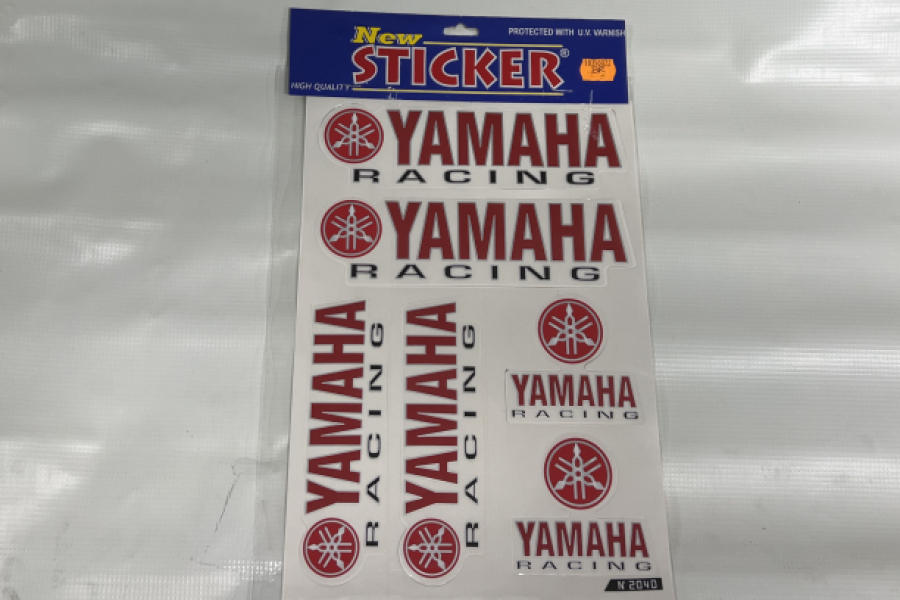 New
PROTECTED WITH U.V. VARNISH
STICKER®
HIGH QUALITY
YAMAHA
RACING
YAMAHA
RACING
YAMAHA
RACING
YAMAHA
RACING
YAMAHA
RACING
YAMAHA
RACING
N 2040